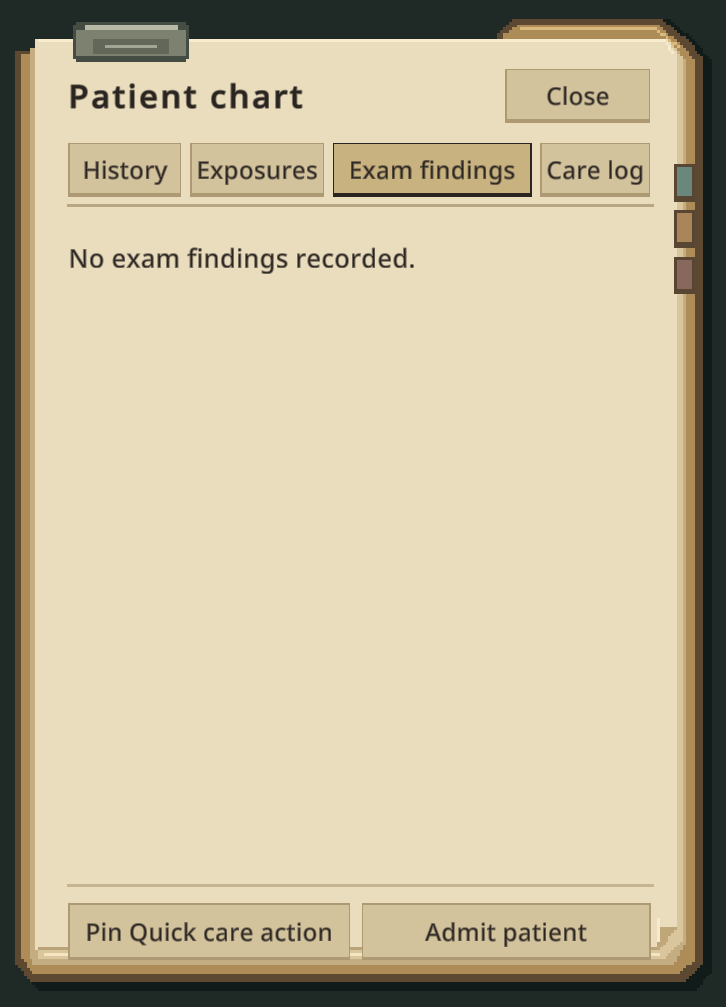 Patient chart
Close
History
Exposures
Exam findings
Care log
No exam findings recorded.
Pin Quick care action
Admit patient